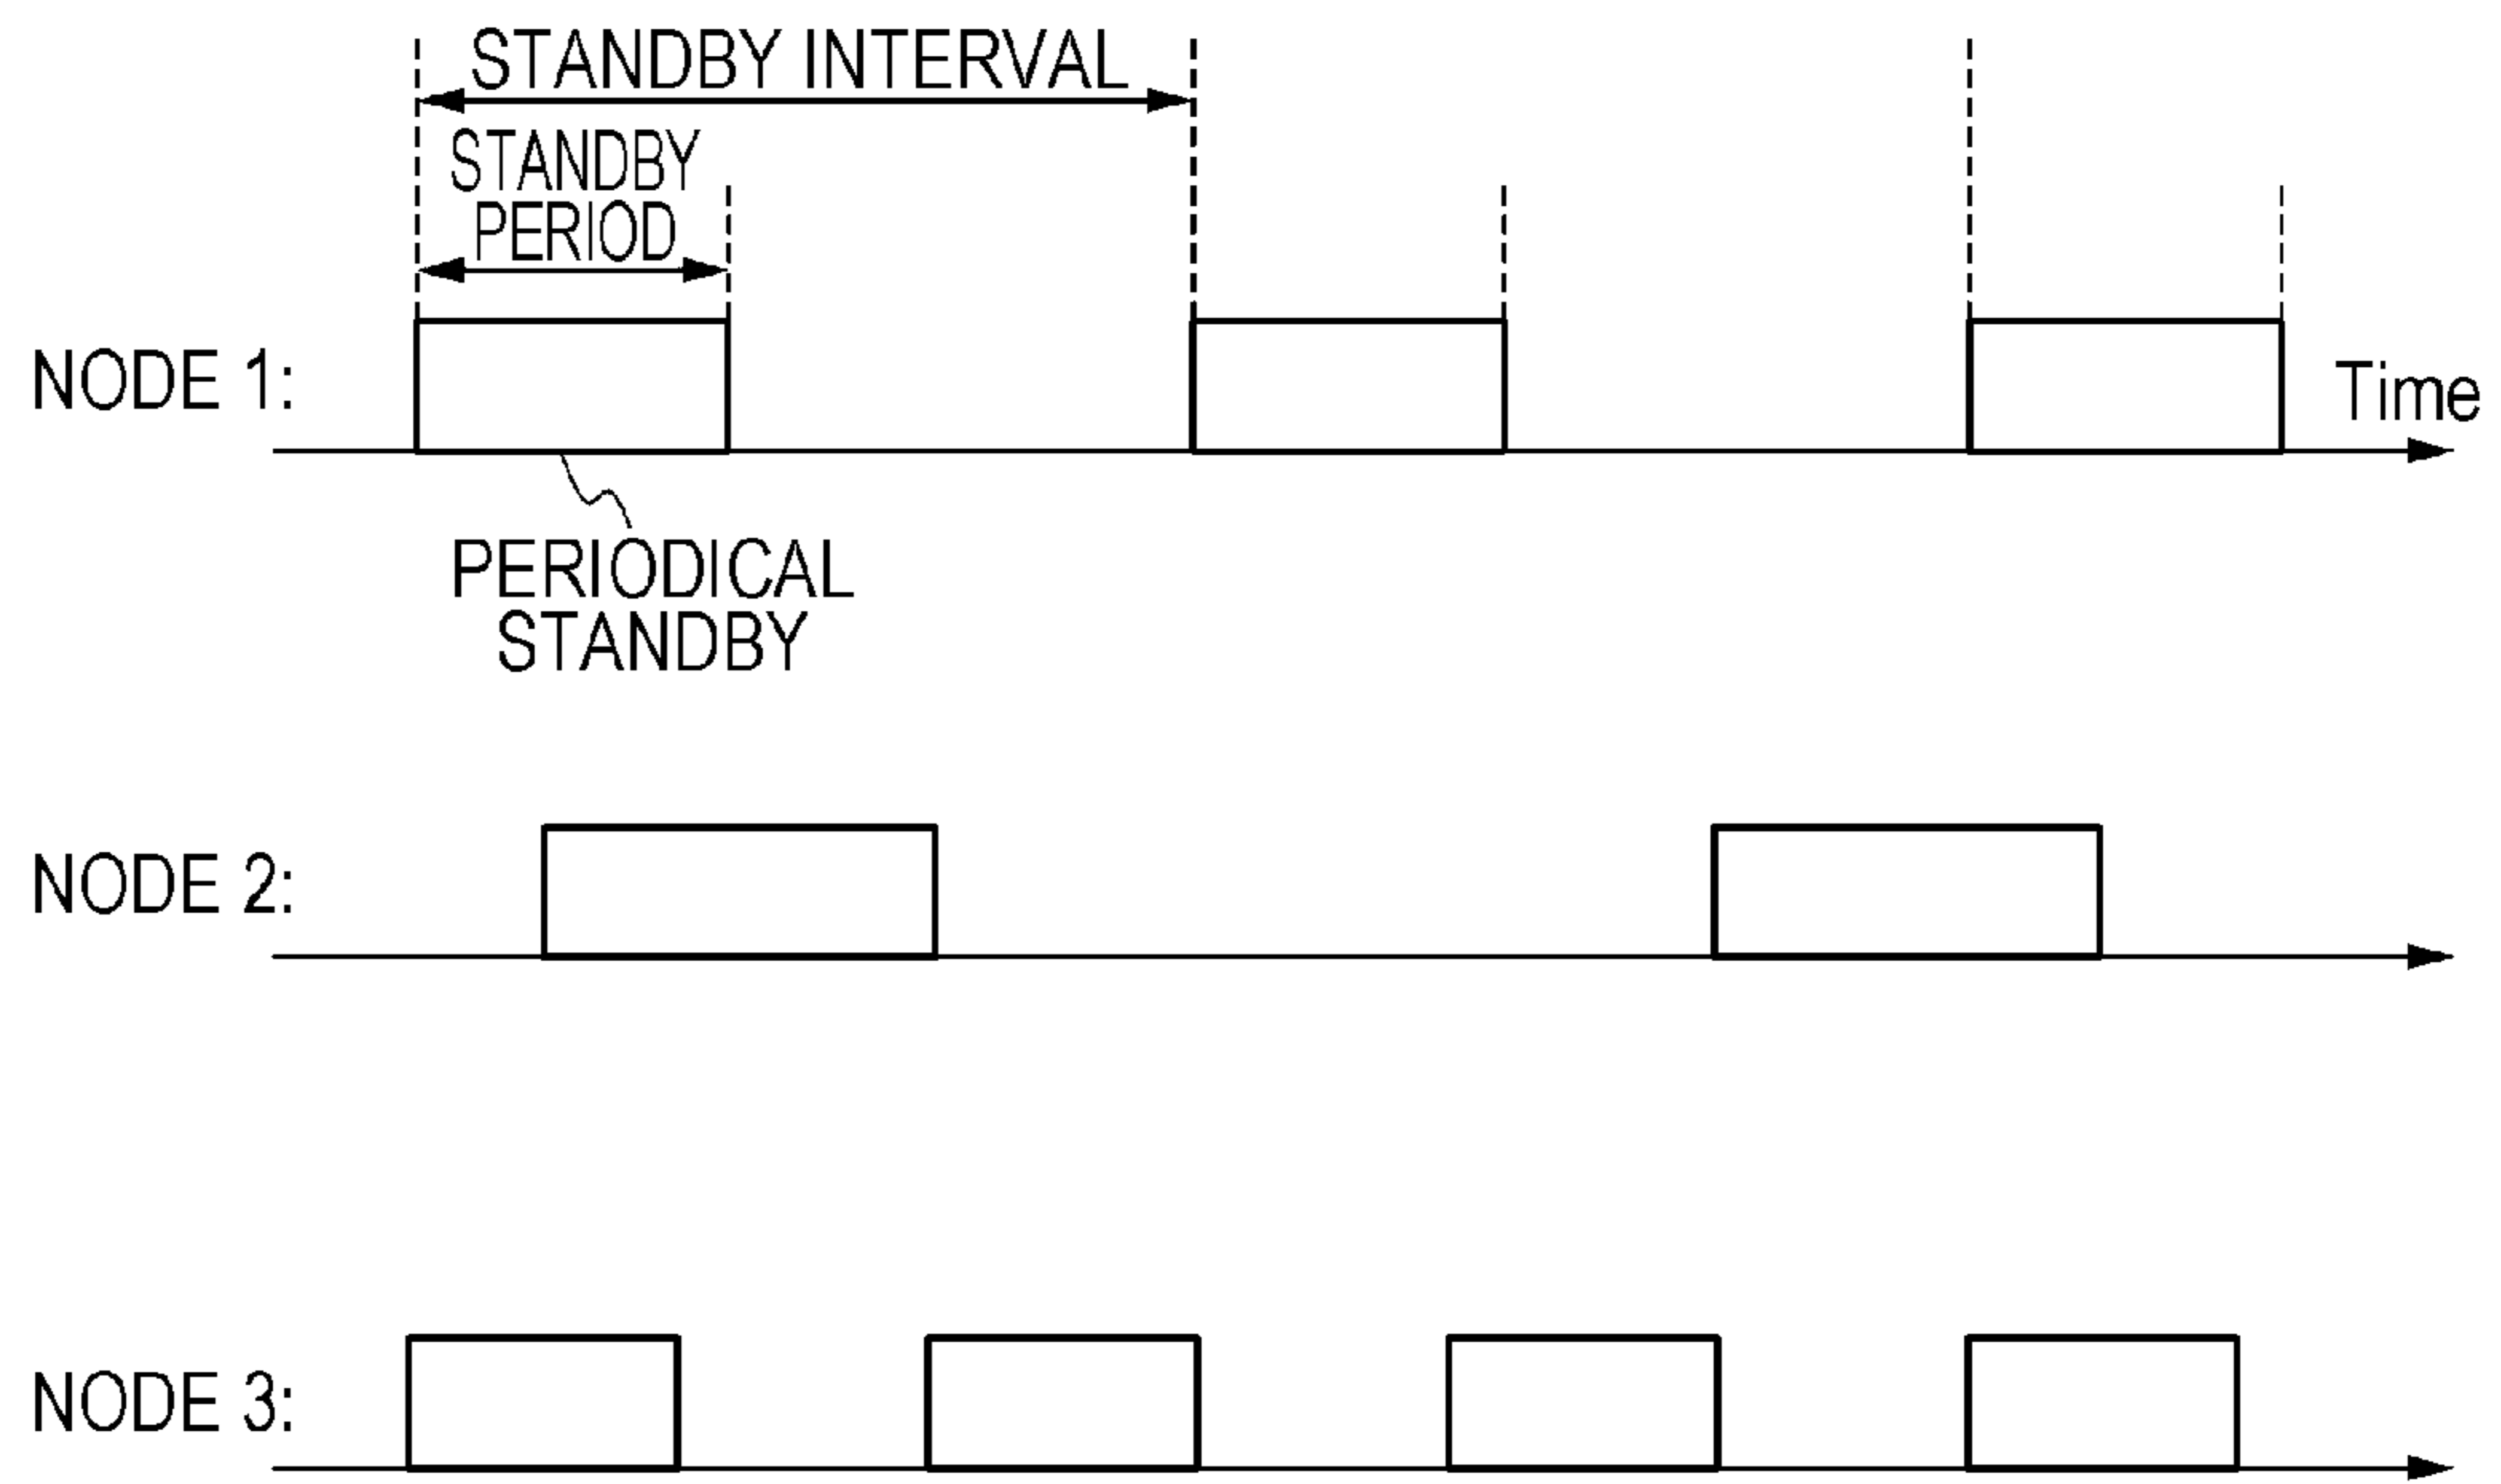 STANDBY INTERVAL
STANDBY
PERIOD
NODE 1:
Time
PERIODICAL
STANDBY
NODE 2:
NODE 3: